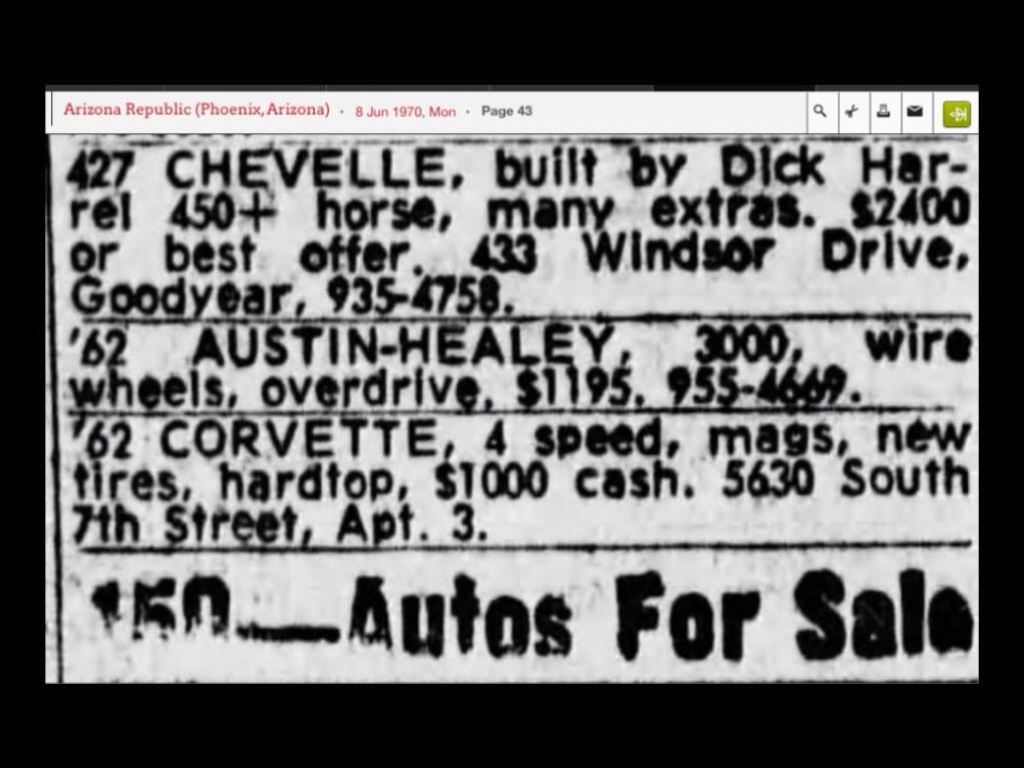 Arizona Republic (Phoenix, Arizona) · 8 Jun 1970, Mon · Page 43
427 CHEVELLE, built by Dick Har-
rel 450+ horse, many extras. $2400
or best offer. 433 Windsor Drive,
Goodyear, 935-4758.
'62 AUSTIN-HEALEY, 3000, wire
wheels, overdrive, $1195. 955-4669.
'62 CORVETTE, 4 speed, mags, new
tires, hardtop, $1000 cash. 5630 South
7th Street, Apt. 3.
150—Autos For Sale